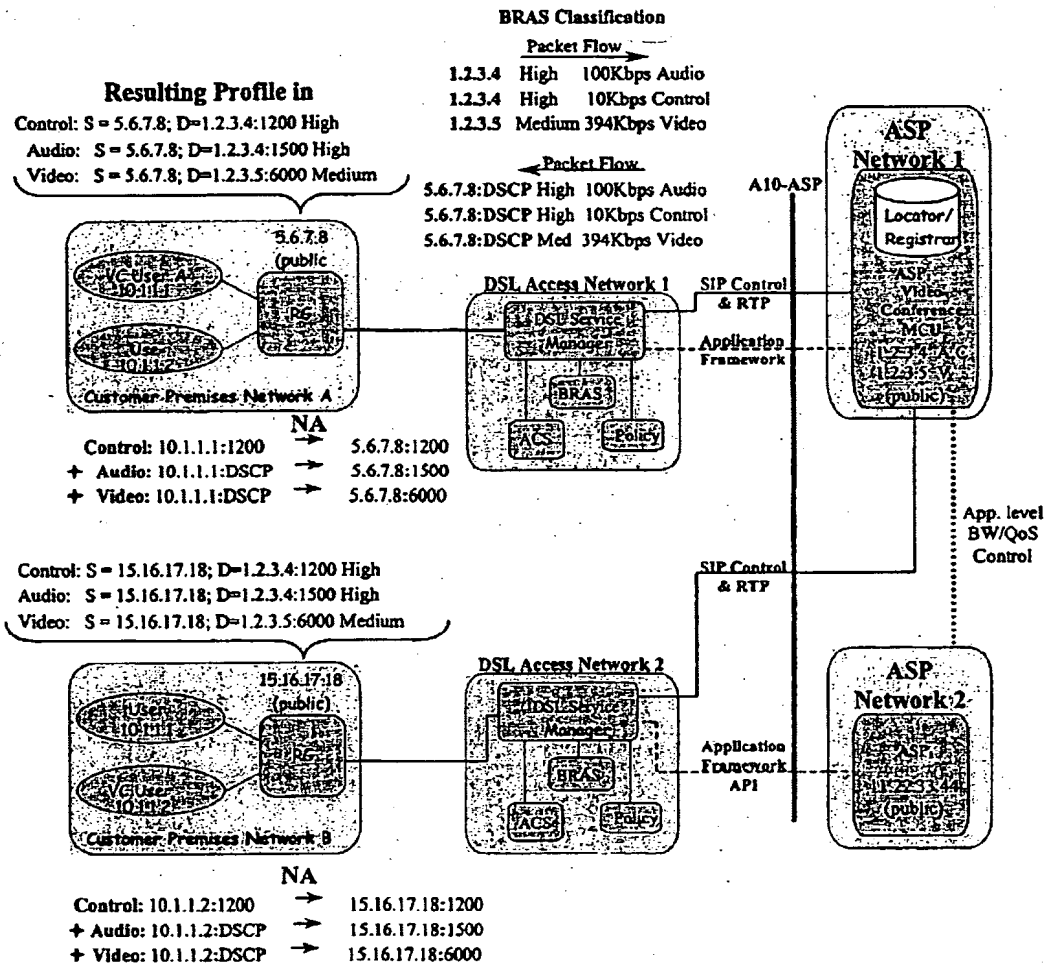 BRAS Classification
Packet Flow
1.2.3.4 High 100Kbps Audio
1.2.3.4 High 10Kbps Control
1.2.3.5 Medium 394Kbps Video
Packet Flow
5.6.7.8:DSCP High 100Kbps Audio
5.6.7.8:DSCP High 10Kbps Control
5.6.7.8:DSCP Med 394Kbps Video
Resulting Profile in
Control: S = 5.6.7.8; D=1.2.3.4:1200 High
Audio: S = 5.6.7.8; D=1.2.3.4:1500 High
Video: S = 5.6.7.8; D=1.2.3.5:6000 Medium
5.6.7.8
(public
VC User A
10.1.1.1
RG
User
10.1.1.2
Customer Premises Network A
NA
Control: 10.1.1.1:1200 → 5.6.7.8:1200
+ Audio: 10.1.1.1:DSCP → 5.6.7.8:1500
+ Video: 10.1.1.1:DSCP → 5.6.7.8:6000
DSL Access Network 1
DSL Service
Manager
BRAS
ACS
Policy
A10-ASP
SIP Control
& RTP
Application
Framework
ASP
Network 1
Locator/
Registrar
ASP
Video
Conference
MCU
1.2.3.4
1.2.3.5
(public)
App. level
BW/QoS
Control
Control: S = 15.16.17.18; D=1.2.3.4:1200 High
Audio: S = 15.16.17.18; D=1.2.3.4:1500 High
Video: S = 15.16.17.18; D=1.2.3.5:6000 Medium
15.16.17.18
(public)
User
10.1.1.1
RG
VC User
10.1.1.2
Customer Premises Network B
NA
Control: 10.1.1.2:1200 → 15.16.17.18:1200
+ Audio: 10.1.1.2:DSCP → 15.16.17.18:1500
+ Video: 10.1.1.2:DSCP → 15.16.17.18:6000
DSL Access Network 2
DSL Service
Manager
BRAS
ACS
Policy
SIP Control
& RTP
Application
Framework
API
ASP
Network 2
ASP
(public)